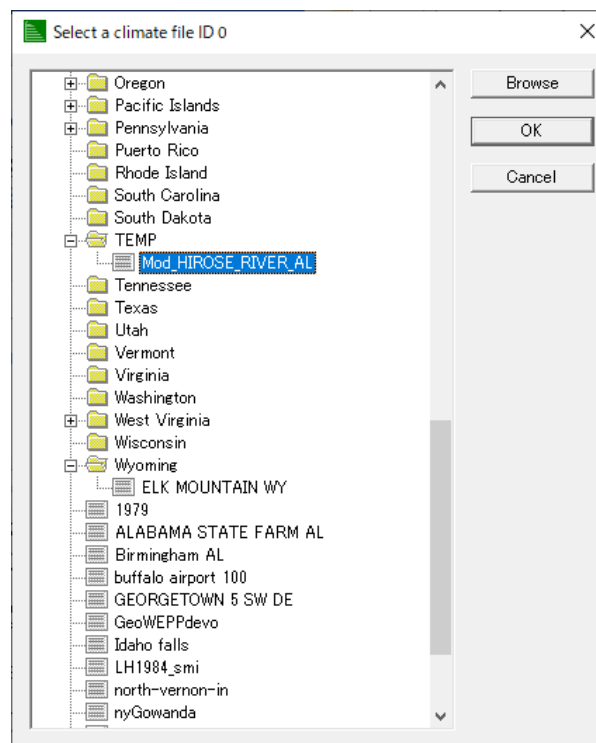 Select a climate file ID 0
Browse
OK
Cancel
Oregon
Pacific Islands
Pennsylvania
Puerto Rico
Rhode Island
South Carolina
South Dakota
TEMP
Mod_HIROSE_RIVER_AL
Tennessee
Texas
Utah
Vermont
Virginia
Washington
West Virginia
Wisconsin
Wyoming
ELK MOUNTAIN WY
1979
ALABAMA STATE FARM AL
Birmingham AL
buffalo airport 100
GEORGETOWN 5 SW DE
GeoWEPPdevo
Idaho falls
LH1984_smi
north-vernon-in
nyGowanda